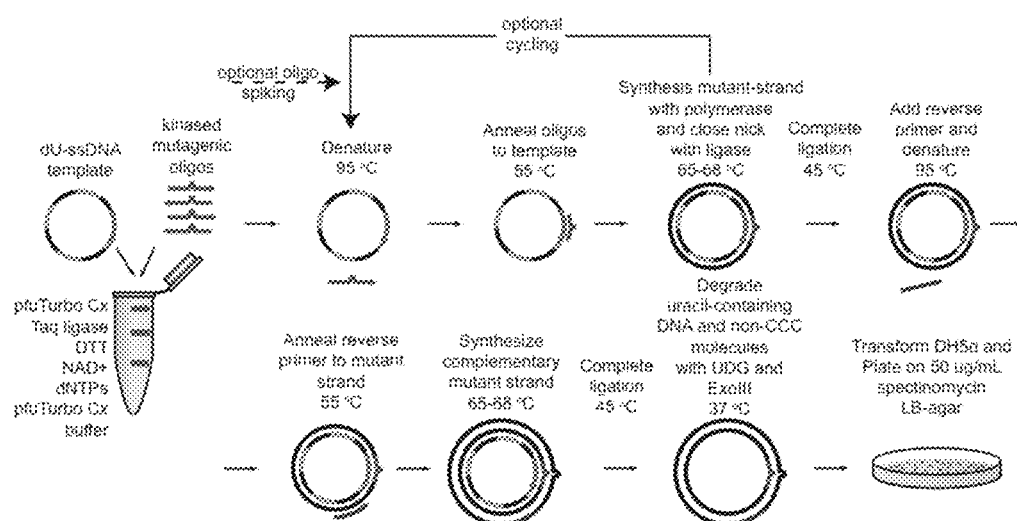 optional
cycling
optional oligo
spiking
dU-ssDNA
template
kinased
mutagenic
oligos
Denature
95 °C
Anneal oligos
to template
55 °C
Synthesis mutant-strand
with polymerase
and close nick
with ligase
65-68 °C
Complete
ligation
45 °C
Add reverse
primer and
denature
95 °C
pfuTurbo Cx
Taq ligase
DTT
NAD+
dNTPs
pfuTurbo Cx
buffer
Anneal reverse
primer to mutant
strand
55 °C
Synthesize
complementary
mutant strand
65-68 °C
Complete
ligation
45 °C
Degrade
uracil-containing
DNA and non-CCC
molecules
with UDG and
ExoIII
37 °C
Transform DH5α and
Plate on 50 ug/mL
spectinomycin
LB-agar